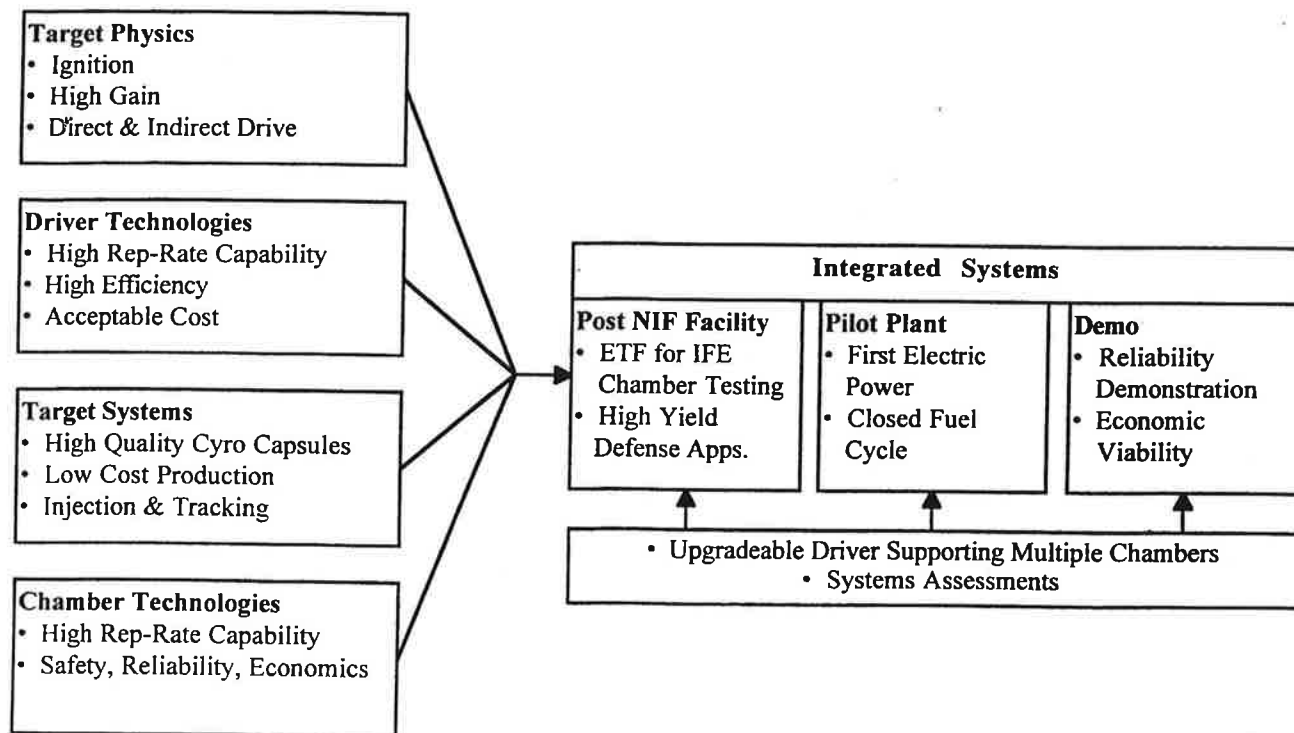 Target Physics
• Ignition
• High Gain
• Direct & Indirect Drive
Driver Technologies
• High Rep-Rate Capability
• High Efficiency
• Acceptable Cost
Target Systems
• High Quality Cyro Capsules
• Low Cost Production
• Injection & Tracking
Chamber Technologies
• High Rep-Rate Capability
• Safety, Reliability, Economics
Integrated Systems
Post NIF Facility
• ETF for IFE
Chamber Testing
• High Yield
Defense Apps.
Pilot Plant
• First Electric
Power
• Closed Fuel
Cycle
Demo
• Reliability
Demonstration
• Economic
Viability
• Upgradeable Driver Supporting Multiple Chambers
• Systems Assessments